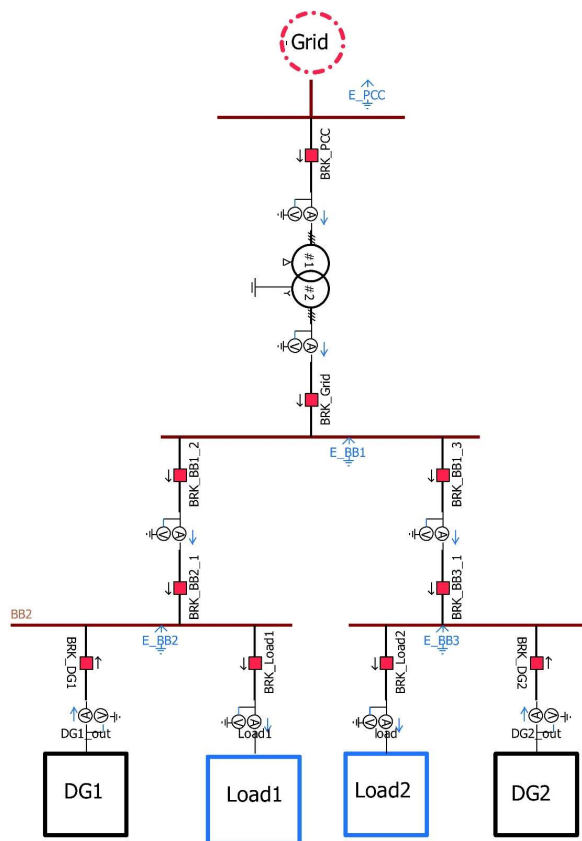 Grid
E_PCC
BRK_PCC
V
A
#1
#2
V
A
BRK_Grid
E_BB1
BRK_BB1_2
BRK_BB1_3
V
A
V
A
BRK_BB2_1
BRK_BB3_1
BB2
E_BB2
E_BB3
BRK_DG1
BRK_Load1
BRK_Load2
BRK_DG2
A
V
V
A
V
A
A
V
DG1_out
Load1
load
DG2_out
DG1
Load1
Load2
DG2